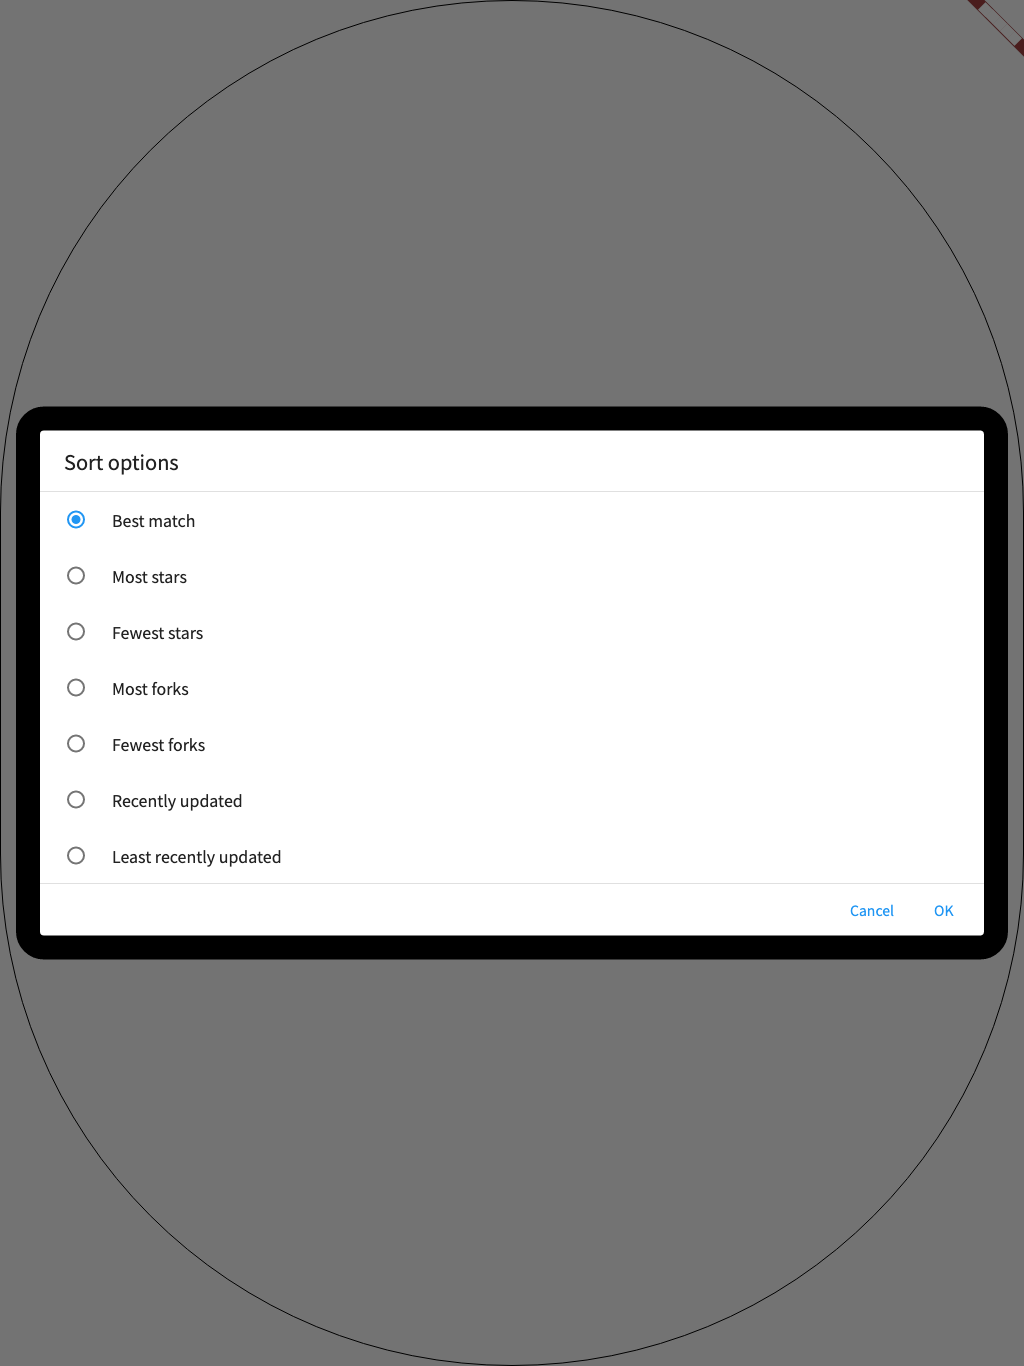 Sort options
Best match
Most stars
Fewest stars
Most forks
Fewest forks
Recently updated
Least recently updated
Cancel
OK